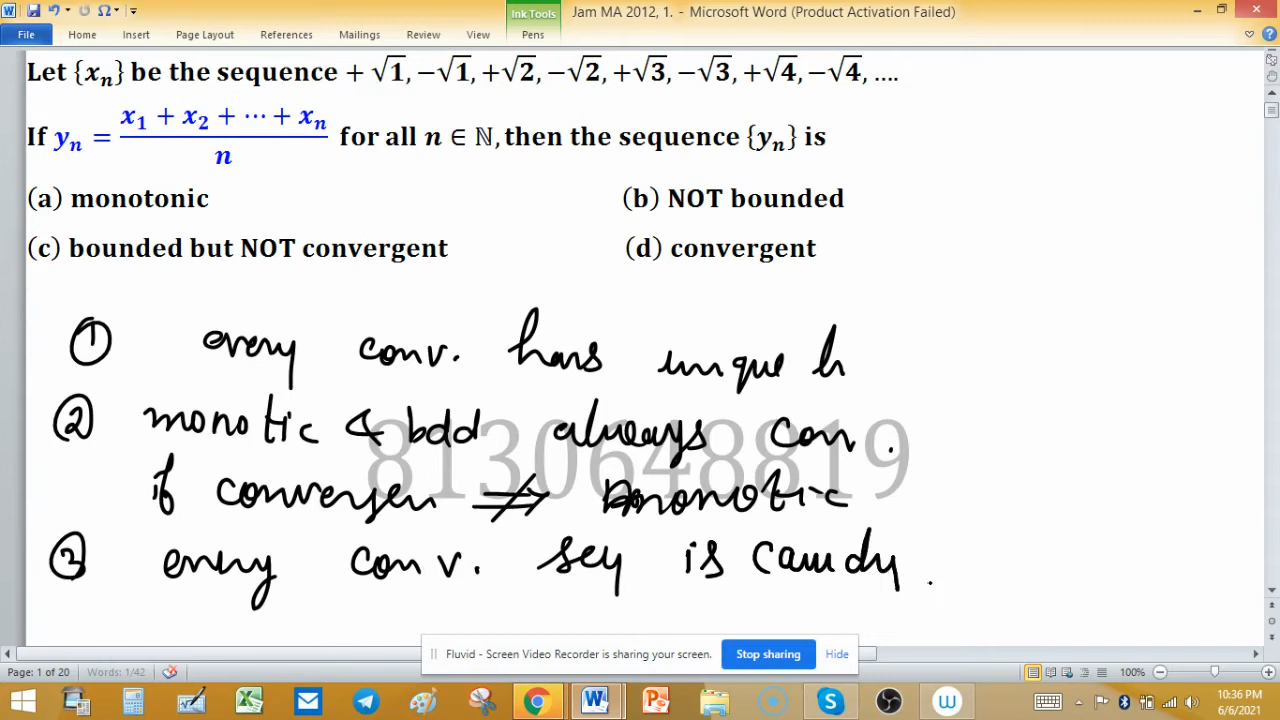 Jam MA 2012, 1. - Microsoft Word (Product Activation Failed)
Ink Tools
File Home Insert Page Layout References Mailings Review View Pens
Let {xₙ} be the sequence + √1, −√1, +√2, −√2, +√3, −√3, +√4, −√4, ….
If yₙ = (x₁ + x₂ + ⋯ + xₙ)/n for all n ∈ ℕ, then the sequence {yₙ} is
(a) monotonic (b) NOT bounded
(c) bounded but NOT convergent (d) convergent
① every conv. hans unique
② monotic & bdd always conv.
8130648819
if convergen ⇏ monotic
③ every conv. seq is caudy.
Fluvid - Screen Video Recorder is sharing your screen. Stop sharing Hide
Page: 1 of 20 Words: 1/42 100%
10:36 PM
6/6/2021